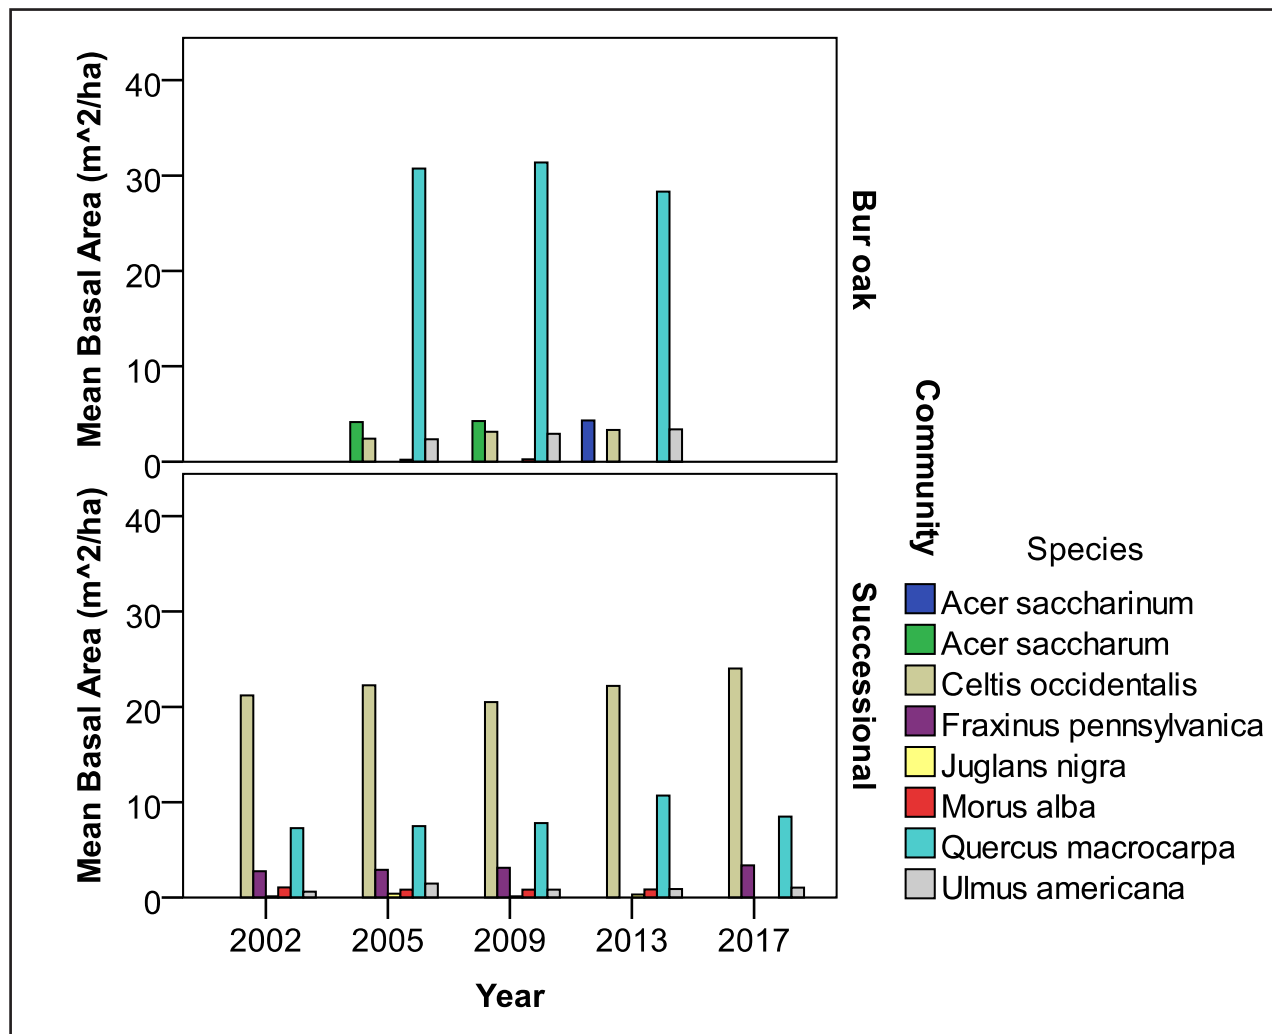 Mean Basal Area (m^2/ha)
40
30
20
10
0
Bur oak
Mean Basal Area (m^2/ha)
40
30
20
10
0
Successional
Community
2002 2005 2009 2013 2017
Year
Species
Acer saccharinum
Acer saccharum
Celtis occidentalis
Fraxinus pennsylvanica
Juglans nigra
Morus alba
Quercus macrocarpa
Ulmus americana